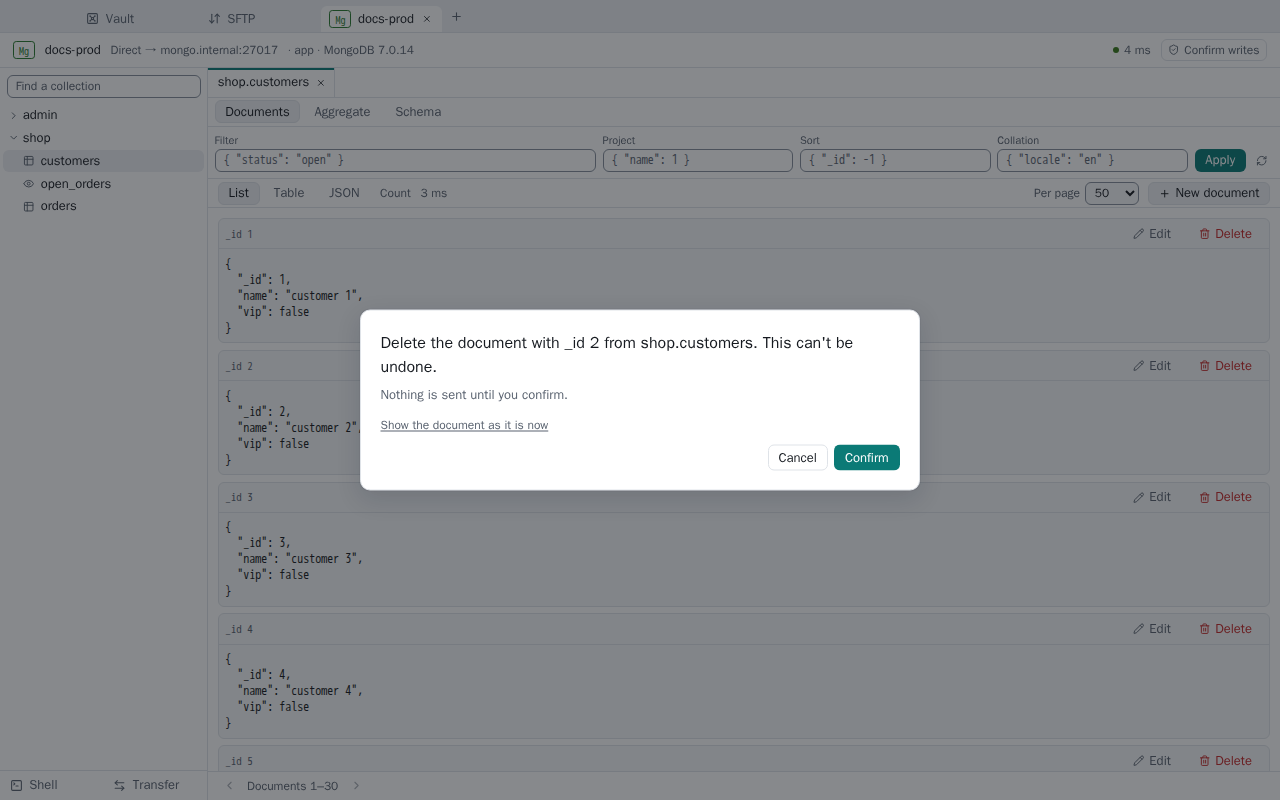 Vault
SFTP
Mg docs-prod
Mg docs-prod Direct → mongo.internal:27017 · app · MongoDB 7.0.14
4 ms
Confirm writes
Find a collection
admin
shop
customers
open_orders
orders
shop.customers
Documents Aggregate Schema
Filter Project Sort Collation
{ "status": "open" } { "name": 1 } { "_id": -1 } { "locale": "en" } Apply
List Table JSON Count 3 ms
Per page 50 New document
_id 1 Edit Delete
{
"_id": 1,
"name": "customer 1",
"vip": false
}
_id 2 Edit Delete
{
"_id": 2,
"name": "customer 2",
"vip": false
}
Delete the document with _id 2 from shop.customers. This can't be
undone.
Nothing is sent until you confirm.
Show the document as it is now
Cancel Confirm
_id 3 Edit Delete
{
"_id": 3,
"name": "customer 3",
"vip": false
}
_id 4 Edit Delete
{
"_id": 4,
"name": "customer 4",
"vip": false
}
_id 5 Edit Delete
Shell Transfer
Documents 1–30